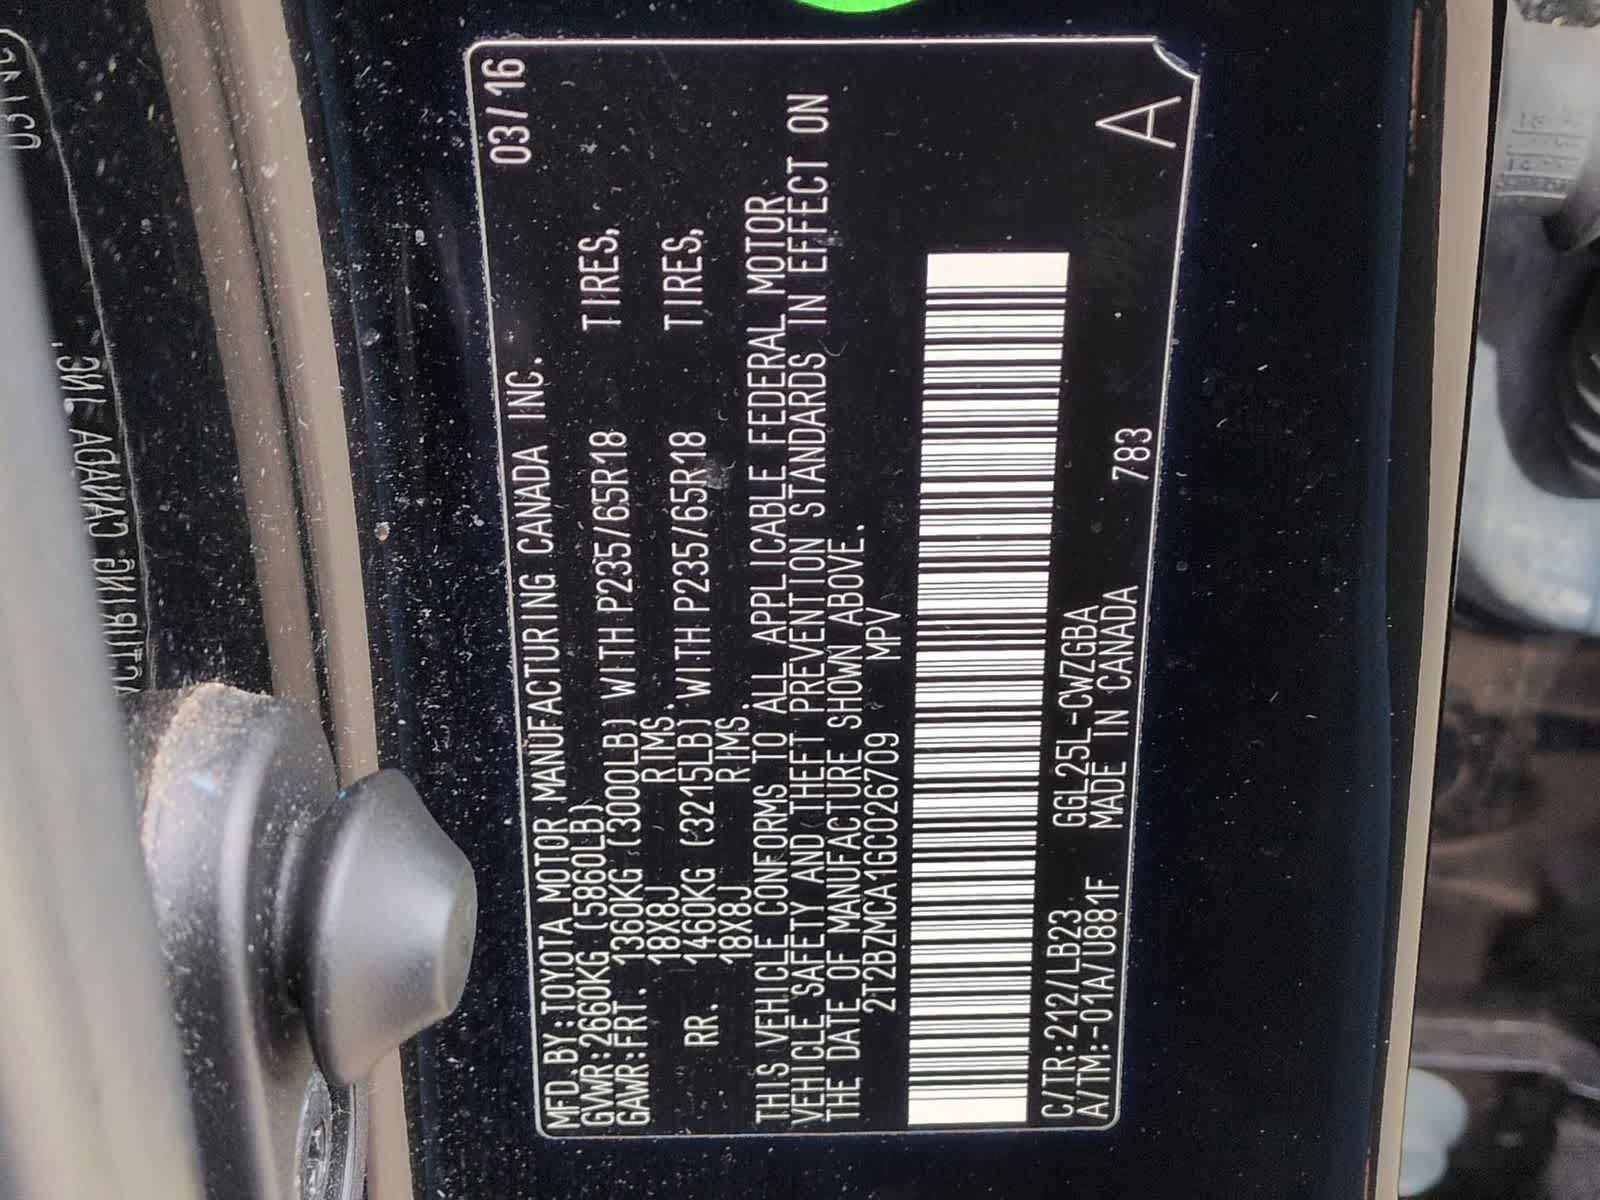 MFD.BY:TOYOTA MOTOR MANUFACTURING CANADA INC. 03/16
GVWR:2660KG (5860LB)
GAWR:FRT. 1360KG (3000LB) WITH P235/65R18 TIRES,
18X8J RIMS.
RR. 1460KG (3215LB) WITH P235/65R18 TIRES,
18X8J RIMS.
THIS VEHICLE CONFORMS TO ALL APPLICABLE FEDERAL MOTOR
VEHICLE SAFETY AND THEFT PREVENTION STANDARDS IN EFFECT ON
THE DATE OF MANUFACTURE SHOWN ABOVE.
2T2BZMCA1GC026709 MPV
C/TR:212/LB23 GGL25L-CWZGBA
A/TM:-01A/U881F MADE IN CANADA 783
A